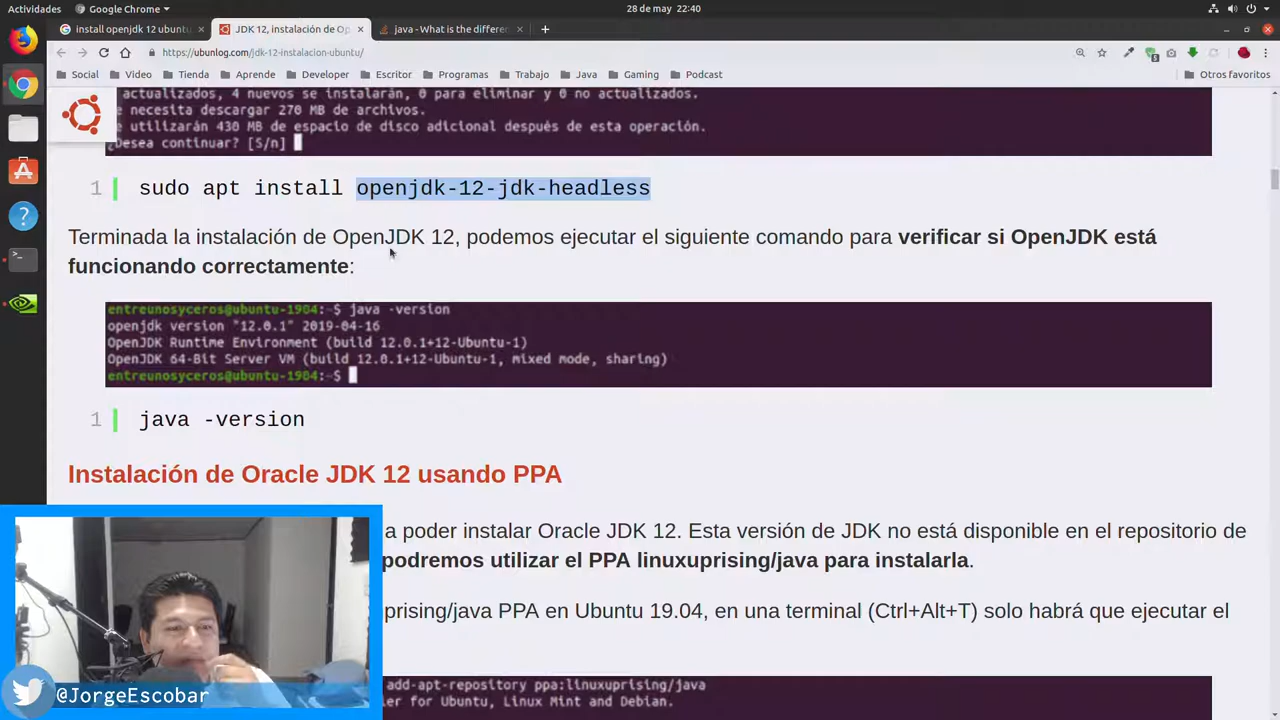 Actividades
Google Chrome
28 de may 22:40
install openjdk 12 ubuntu
JDK 12, instalación de Op
java - What is the differen
https://ubunlog.com/jdk-12-instalacion-ubuntu/
Social
Video
Tienda
Aprende
Developer
Escritor
Programas
Trabajo
Java
Gaming
Podcast
Otros favoritos
actualizados, 4 nuevos se instalarán, 0 para eliminar y 0 no actualizados.
e necesita descargar 270 MB de archivos.
e utilizarán 430 MB de espacio de disco adicional después de esta operación.
¿Desea continuar? [S/n]
1 sudo apt install openjdk-12-jdk-headless
Terminada la instalación de OpenJDK 12, podemos ejecutar el siguiente comando para verificar si OpenJDK está
funcionando correctamente:
entreunosyceros@ubuntu-1904:~$ java -version
openjdk version "12.0.1" 2019-04-16
OpenJDK Runtime Environment (build 12.0.1+12-Ubuntu-1)
OpenJDK 64-Bit Server VM (build 12.0.1+12-Ubuntu-1, mixed mode, sharing)
entreunosyceros@ubuntu-1904:~$
1 java -version
Instalación de Oracle JDK 12 usando PPA
a poder instalar Oracle JDK 12. Esta versión de JDK no está disponible en el repositorio de
podremos utilizar el PPA linuxuprising/java para instalarla.
prising/java PPA en Ubuntu 19.04, en una terminal (Ctrl+Alt+T) solo habrá que ejecutar el
add-apt-repository ppa:linuxuprising/java
ler for Ubuntu, Linux Mint and Debian.
@JorgeEscobar